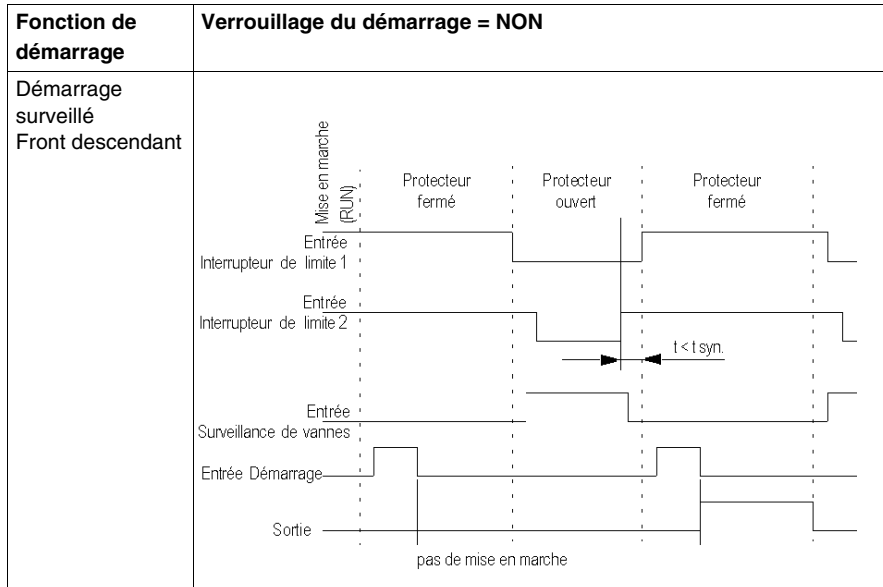 Fonction de
démarrage
Verrouillage du démarrage = NON
Démarrage
surveillé
Front descendant
Mise en marche
(RUN)
Protecteur
fermé
Protecteur
ouvert
Protecteur
fermé
Entrée
Interrupteur de limite 1
Entrée
Interrupteur de limite 2
t < t syn.
Entrée
Surveillance de vannes
Entrée Démarrage
Sortie
pas de mise en marche